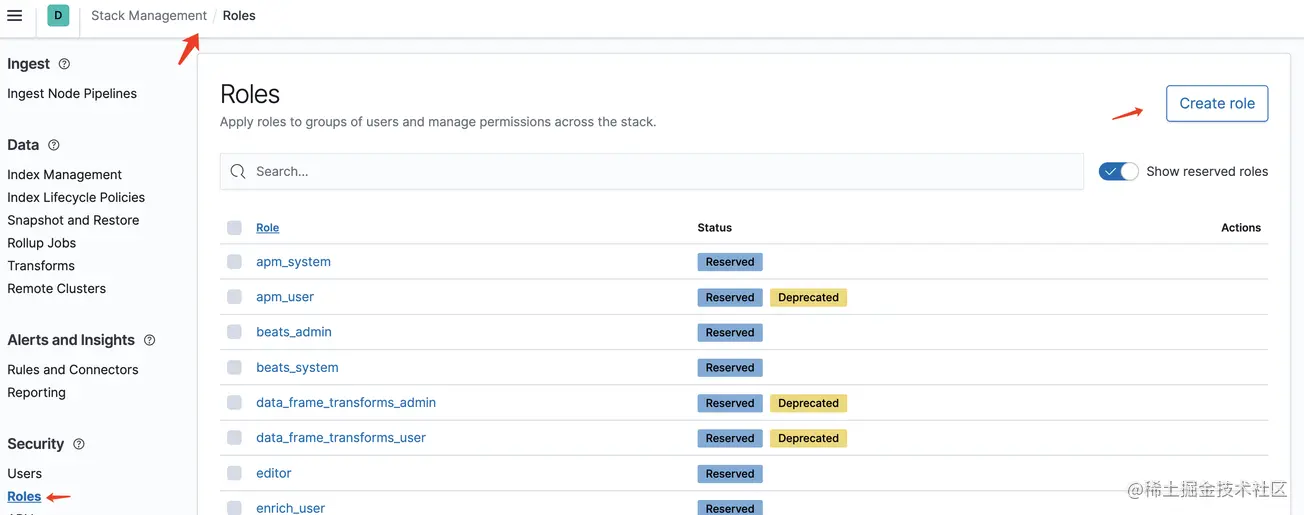 D Stack Management / Roles
Ingest
Ingest Node Pipelines
Data
Index Management
Index Lifecycle Policies
Snapshot and Restore
Rollup Jobs
Transforms
Remote Clusters
Alerts and Insights
Rules and Connectors
Reporting
Security
Users
Roles
Roles
Create role
Apply roles to groups of users and manage permissions across the stack.
Search...
Show reserved roles
Role Status Actions
apm_system Reserved
apm_user Reserved Deprecated
beats_admin Reserved
beats_system Reserved
data_frame_transforms_admin Reserved Deprecated
data_frame_transforms_user Reserved Deprecated
editor Reserved
enrich_user Reserved
@稀土掘金技术社区